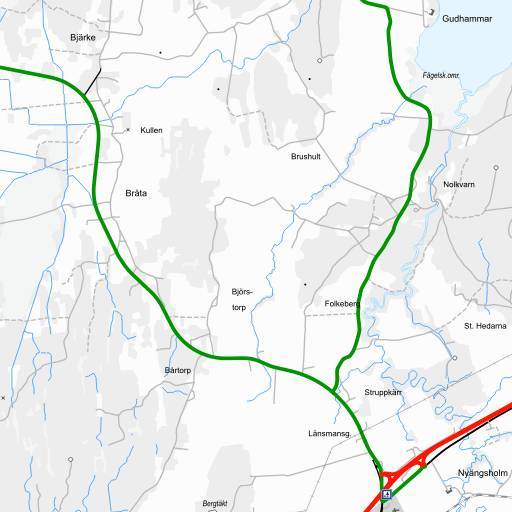 Gudhammar
Bjärke
Fågelsk.omr.
Kullen
Brushult
Nolkvarn
Bråta
Björs-
torp
Folkeberg
St. Hedarna
Bårtorp
Struppkärr
Länsmansg.
Nyängsholm
Bergtäkt